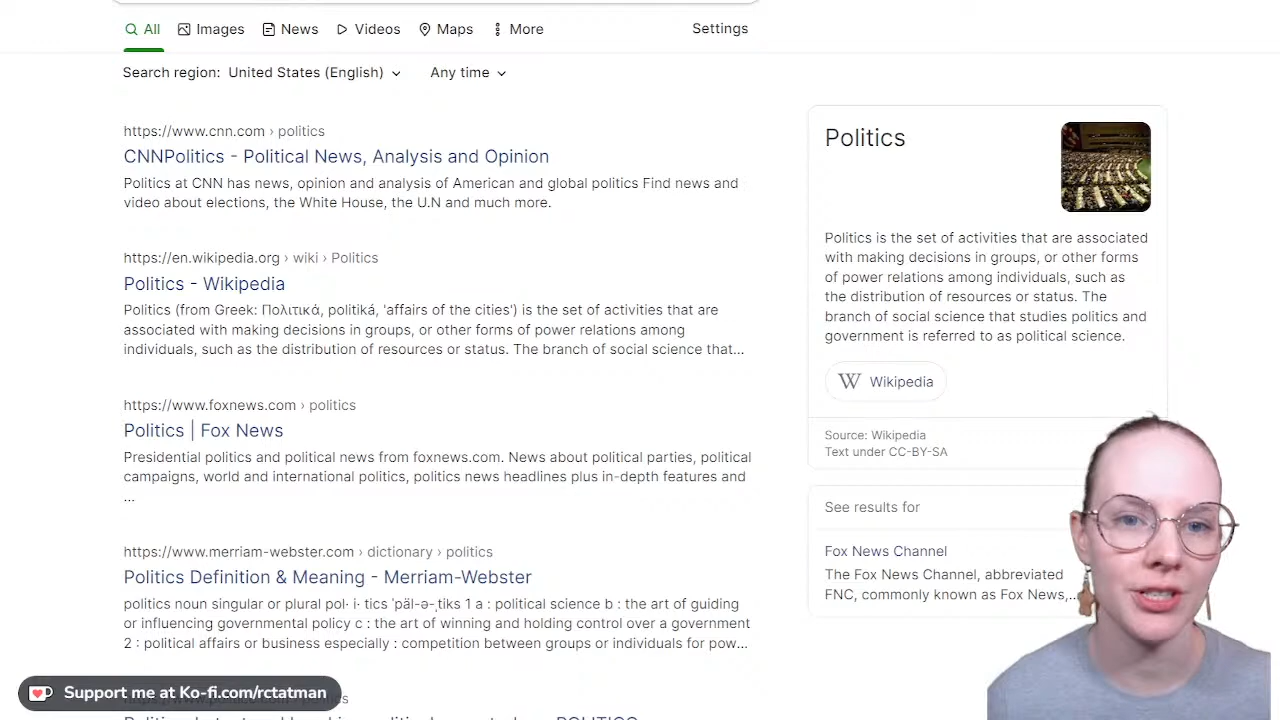 All Images News Videos Maps More Settings
Search region: United States (English) Any time
https://www.cnn.com › politics
CNNPolitics - Political News, Analysis and Opinion
Politics at CNN has news, opinion and analysis of American and global politics Find news and
video about elections, the White House, the U.N and much more.
https://en.wikipedia.org › wiki › Politics
Politics - Wikipedia
Politics (from Greek: Πολιτικά, politiká, 'affairs of the cities') is the set of activities that are
associated with making decisions in groups, or other forms of power relations among
individuals, such as the distribution of resources or status. The branch of social science that...
https://www.foxnews.com › politics
Politics | Fox News
Presidential politics and political news from foxnews.com. News about political parties, political
campaigns, world and international politics, politics news headlines plus in-depth features and
...
https://www.merriam-webster.com › dictionary › politics
Politics Definition & Meaning - Merriam-Webster
politics noun singular or plural pol· i· tics ˈpäl-ə-ˌtiks 1 a : political science b : the art of guiding
or influencing governmental policy c : the art of winning and holding control over a government
2 : political affairs or business especially : competition between groups or individuals for pow...
Politics
Politics is the set of activities that are associated
with making decisions in groups, or other forms
of power relations among individuals, such as
the distribution of resources or status. The
branch of social science that studies politics and
government is referred to as political science.
W Wikipedia
Source: Wikipedia
Text under CC-BY-SA
See results for
Fox News Channel
The Fox News Channel, abbreviated
FNC, commonly known as Fox News,...
Support me at Ko-fi.com/rctatman